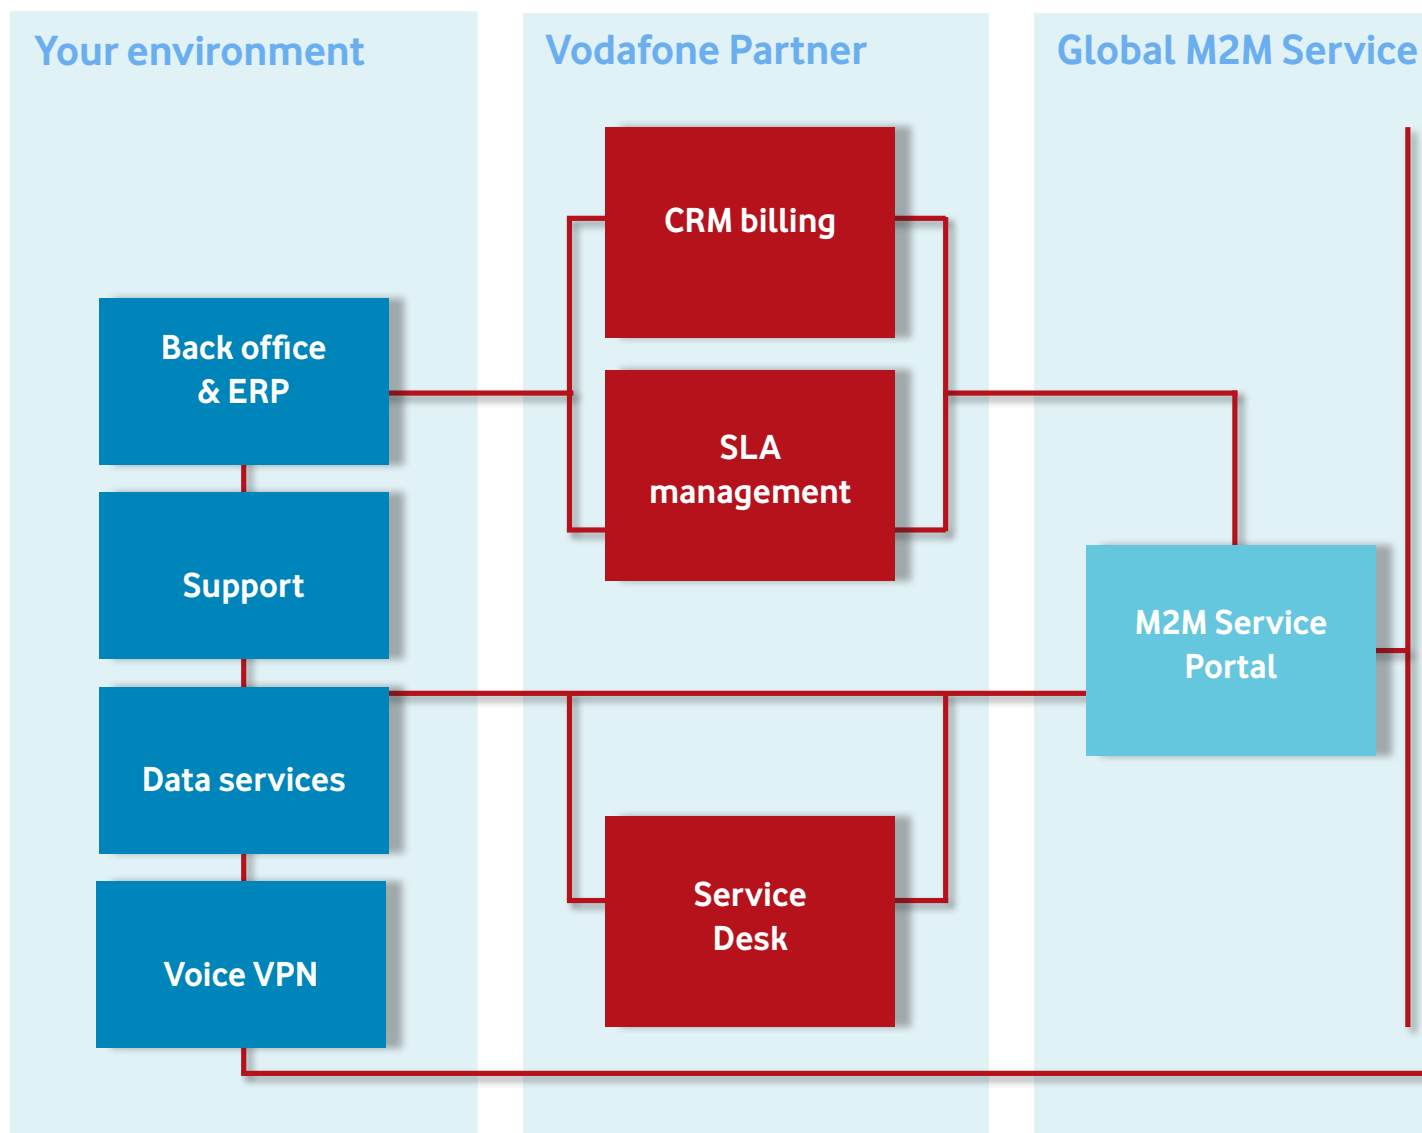 Your environment
Vodafone Partner
Global M2M Service
CRM billing
Back office
& ERP
SLA
management
Support
M2M Service
Portal
Data services
Service
Desk
Voice VPN